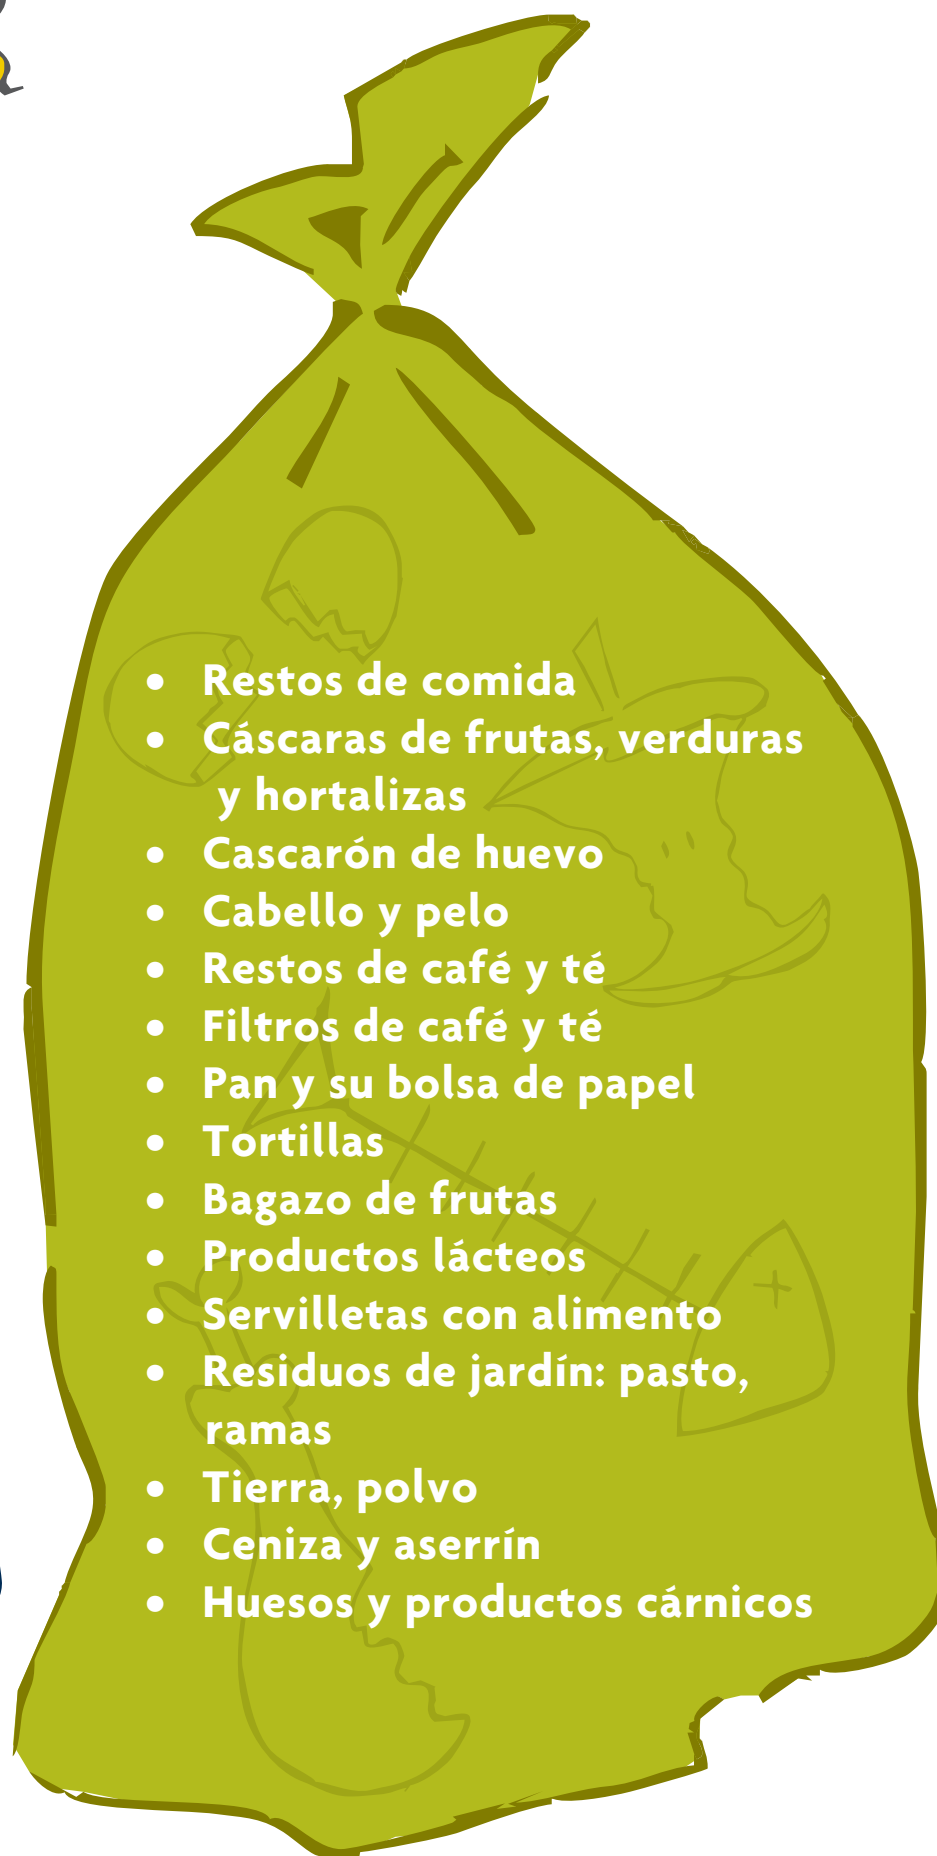 • Restos de comida
• Cáscaras de frutas, verduras
y hortalizas
• Cascarón de huevo
• Cabello y pelo
• Restos de café y té
• Filtros de café y té
• Pan y su bolsa de papel
• Tortillas
• Bagazo de frutas
• Productos lácteos
• Servilletas con alimento
• Residuos de jardín: pasto,
ramas
• Tierra, polvo
• Ceniza y aserrín
• Huesos y productos cárnicos